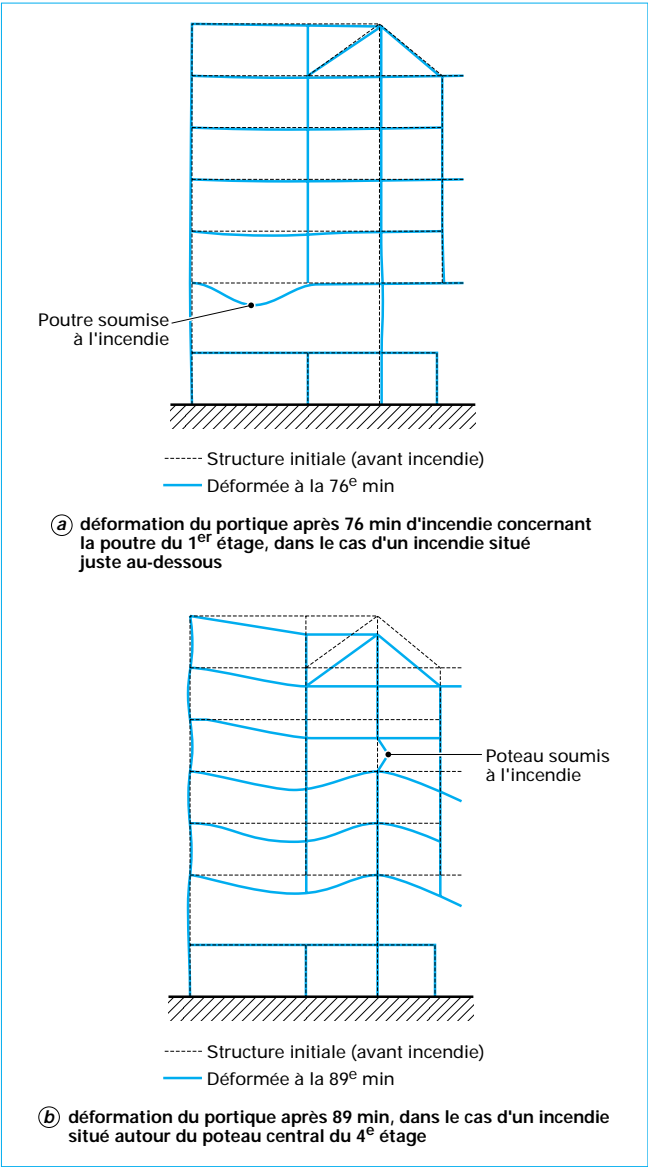 Poutre soumise
à l'incendie
Structure initiale (avant incendie)
Déformée à la 76e min
a déformation du portique après 76 min d'incendie concernant
la poutre du 1er étage, dans le cas d'un incendie situé
juste au-dessous
Poteau soumis
à l'incendie
Structure initiale (avant incendie)
Déformée à la 89e min
b déformation du portique après 89 min, dans le cas d'un incendie
situé autour du poteau central du 4e étage